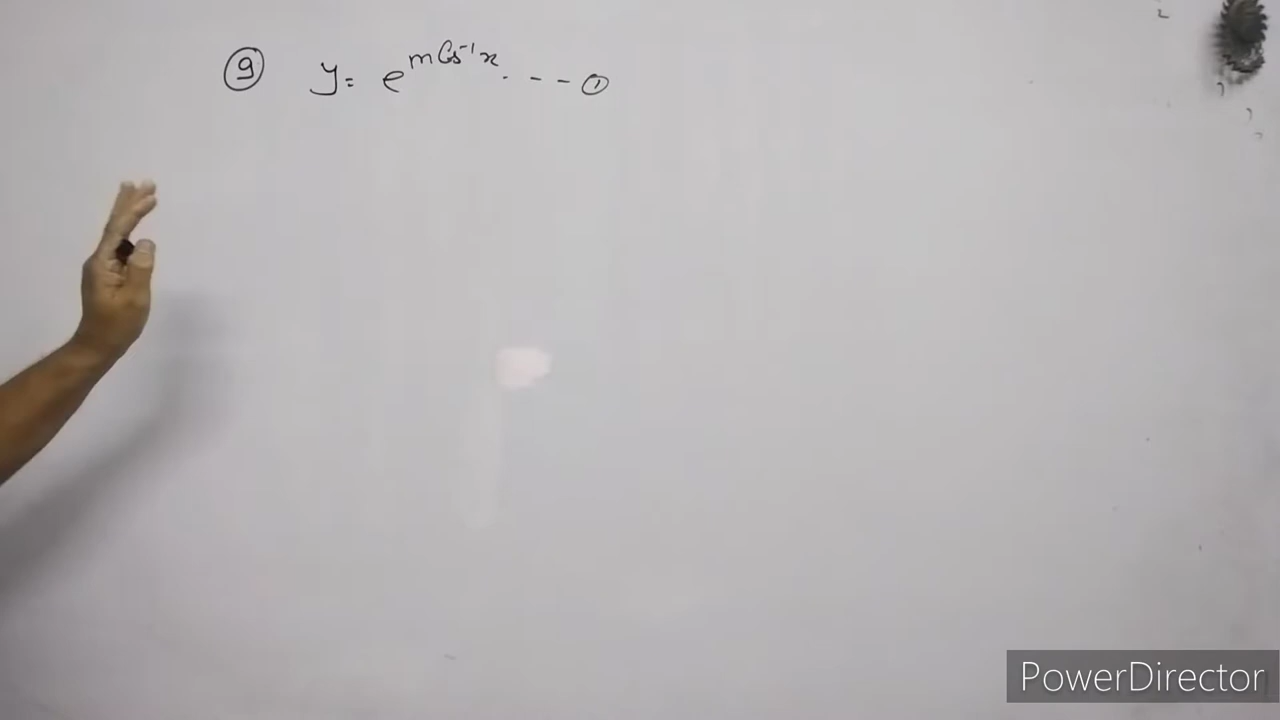 ⑨ y= e^{m Cos⁻¹x} . --- ①
PowerDirector